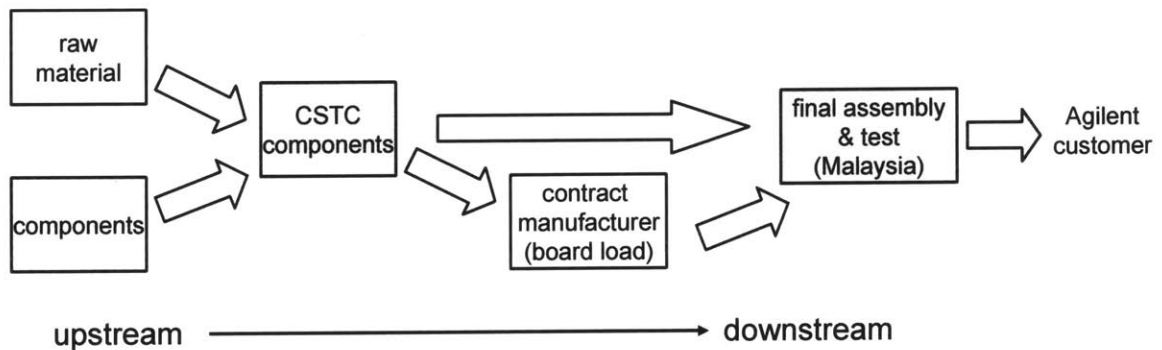 raw
material
components
CSTC
components
contract
manufacturer
(board load)
final assembly
& test
(Malaysia)
Agilent
customer
upstream
downstream